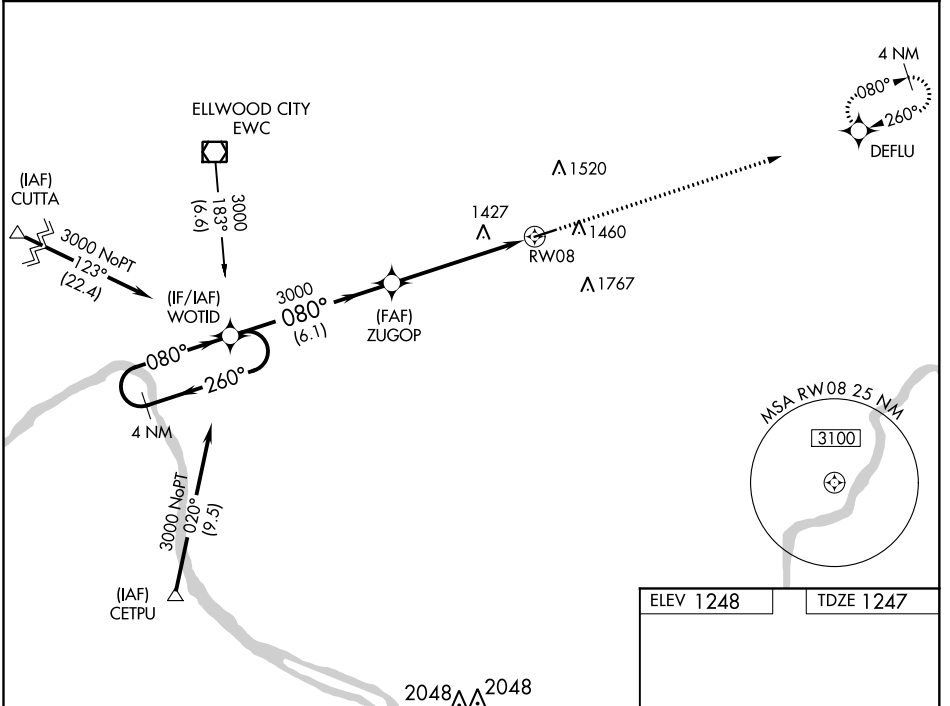 4 NM
080°
260°
DEFLU
ELLWOOD CITY
EWC
3000
183°
(6.6)
(IAF)
CUTTA
3000 NoPT
123°
(22.4)
1520
1427
1460
RW08
1767
(IF/IAF)
WOTID
3000
080°
(6.1)
(FAF)
ZUGOP
080°
260°
4 NM
3000 NoPT
020°
(9.5)
(IAF)
CETPU
MSA RW08 25 NM
3100
ELEV 1248
TDZE 1247
2048 2048